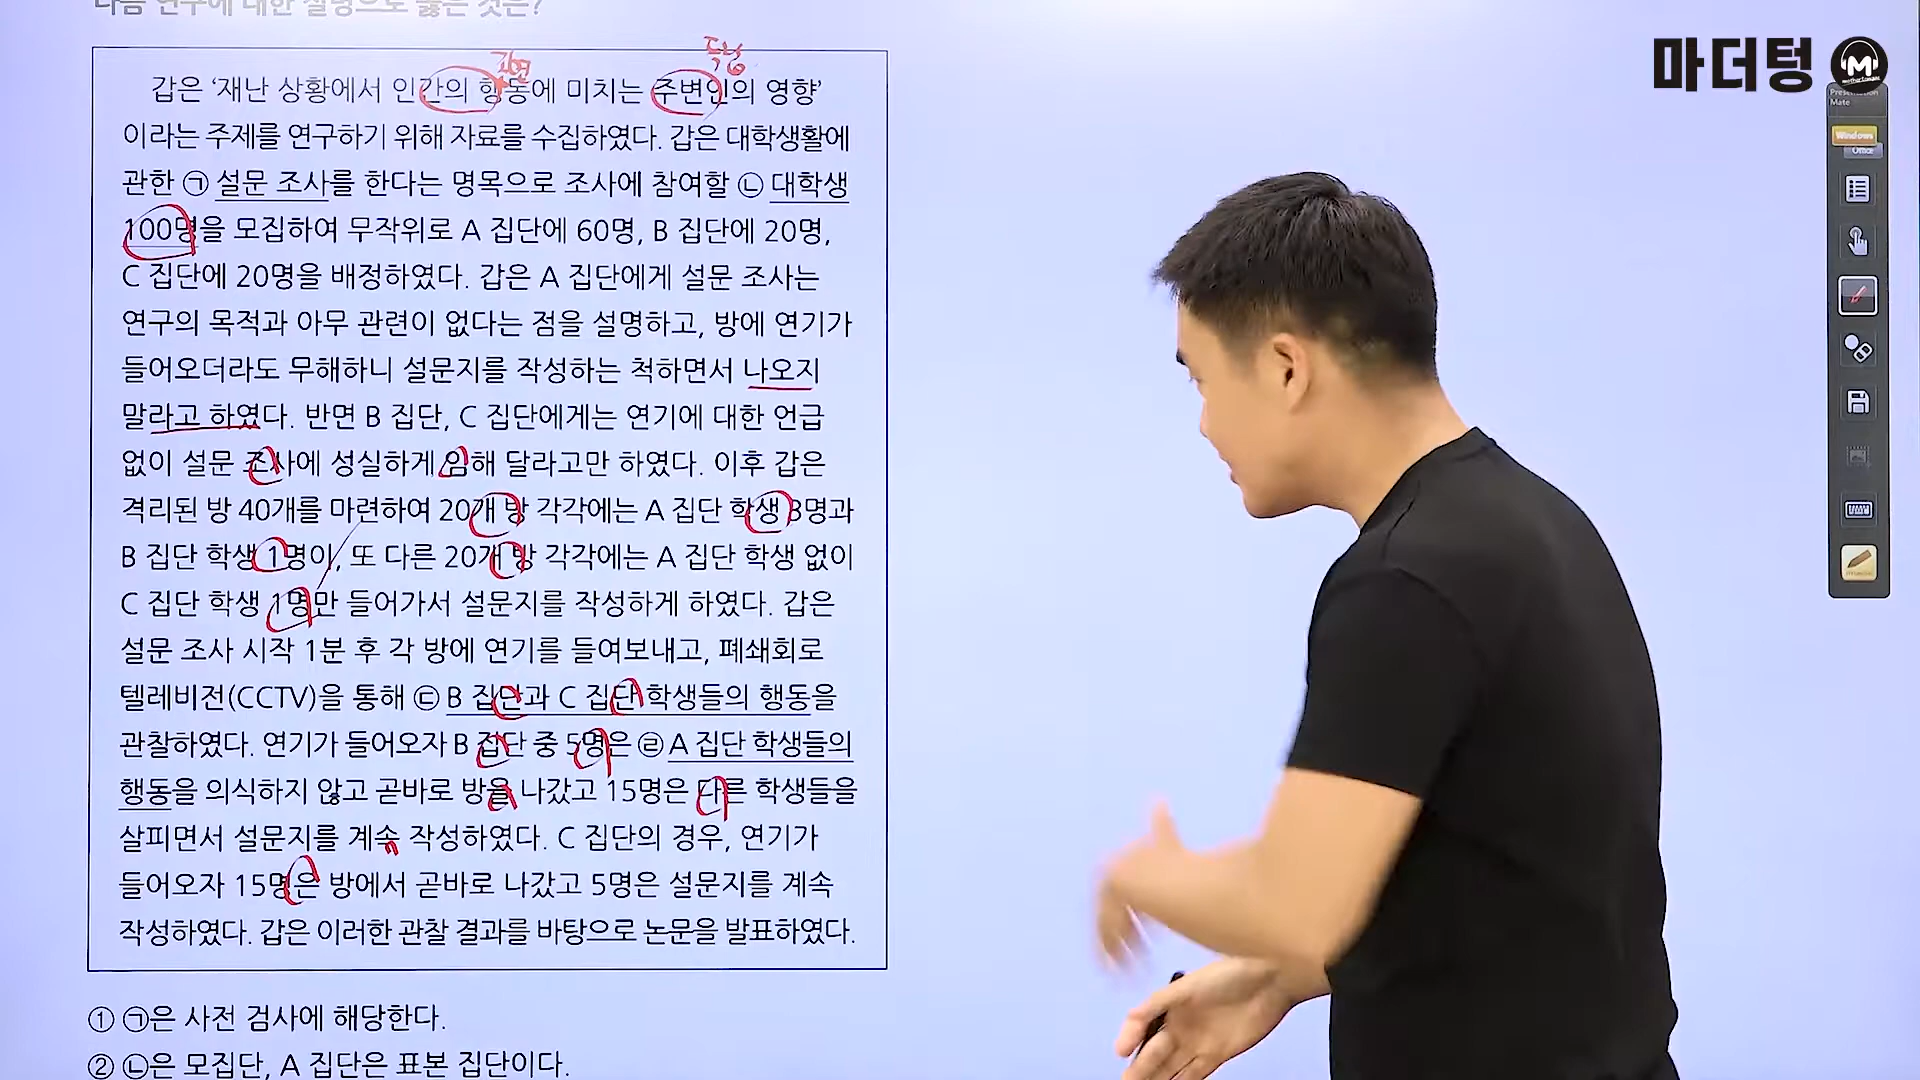 다음 연구에 대한 설명으로 옳은 것은?
마더텅
Presentation
Mate
Windows
Office
종속
독립
갑은 ‘재난 상황에서 인간의 행동에 미치는 주변인의 영향’
이라는 주제를 연구하기 위해 자료를 수집하였다. 갑은 대학생활에
관한 ㉠ 설문 조사를 한다는 명목으로 조사에 참여할 ㉡ 대학생
100명을 모집하여 무작위로 A 집단에 60명, B 집단에 20명,
C 집단에 20명을 배정하였다. 갑은 A 집단에게 설문 조사는
연구의 목적과 아무 관련이 없다는 점을 설명하고, 방에 연기가
들어오더라도 무해하니 설문지를 작성하는 척하면서 나오지
말라고 하였다. 반면 B 집단, C 집단에게는 연기에 대한 언급
없이 설문 조사에 성실하게 임해 달라고만 하였다. 이후 갑은
격리된 방 40개를 마련하여 20개 방 각각에는 A 집단 학생 3명과
B 집단 학생 1명이, 또 다른 20개 방 각각에는 A 집단 학생 없이
C 집단 학생 1명만 들어가서 설문지를 작성하게 하였다. 갑은
설문 조사 시작 1분 후 각 방에 연기를 들여보내고, 폐쇄회로
텔레비전(CCTV)을 통해 ㉢ B 집단과 C 집단 학생들의 행동을
관찰하였다. 연기가 들어오자 B 집단 중 5명은 ㉣ A 집단 학생들의
행동을 의식하지 않고 곧바로 방을 나갔고 15명은 다른 학생들을
살피면서 설문지를 계속 작성하였다. C 집단의 경우, 연기가
들어오자 15명은 방에서 곧바로 나갔고 5명은 설문지를 계속
작성하였다. 갑은 이러한 관찰 결과를 바탕으로 논문을 발표하였다.
① ㉠은 사전 검사에 해당한다.
② ㉡은 모집단, A 집단은 표본 집단이다.